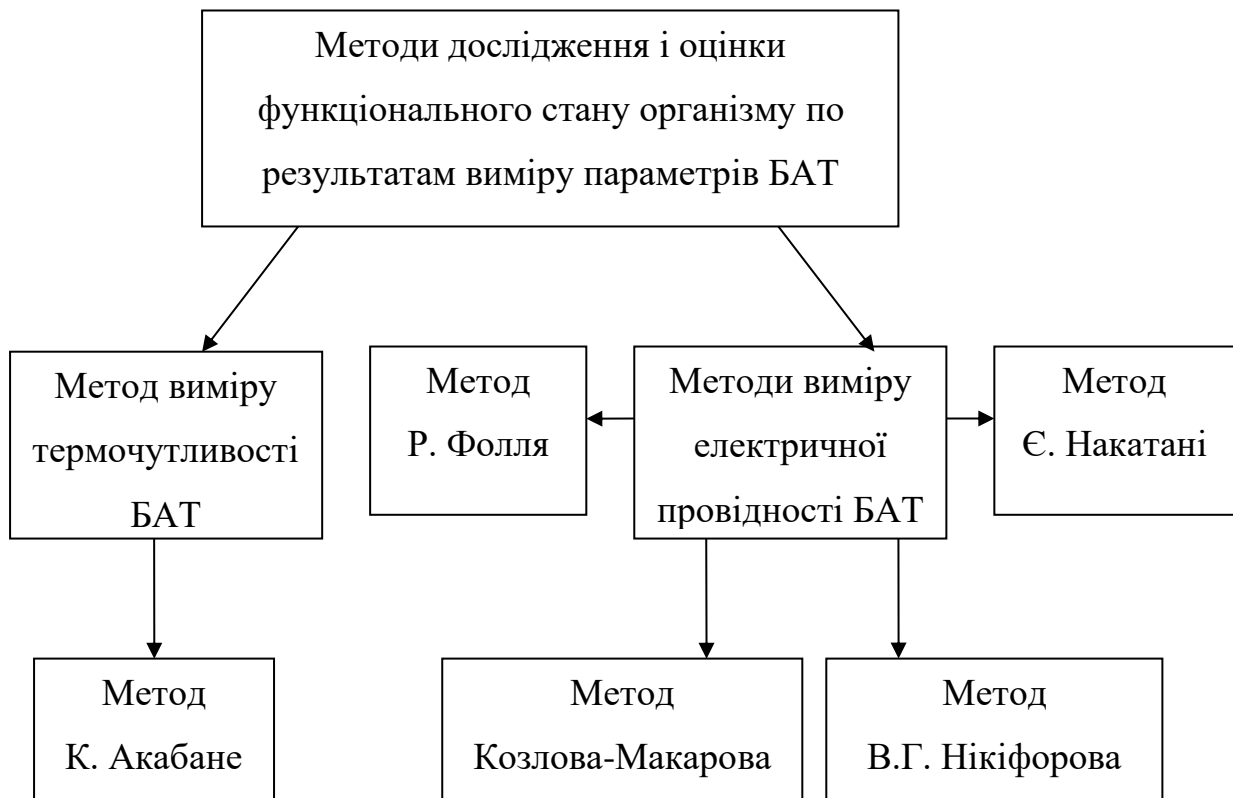 Методи дослідження і оцінки
функціонального стану організму по
результатам виміру параметрів БАТ
Метод виміру
термочутливості
БАТ
Метод
Р. Фолля
Методи виміру
електричної
провідності БАТ
Метод
Є. Накатані
Метод
К. Акабане
Метод
Козлова-Макарова
Метод
В.Г. Нікіфорова